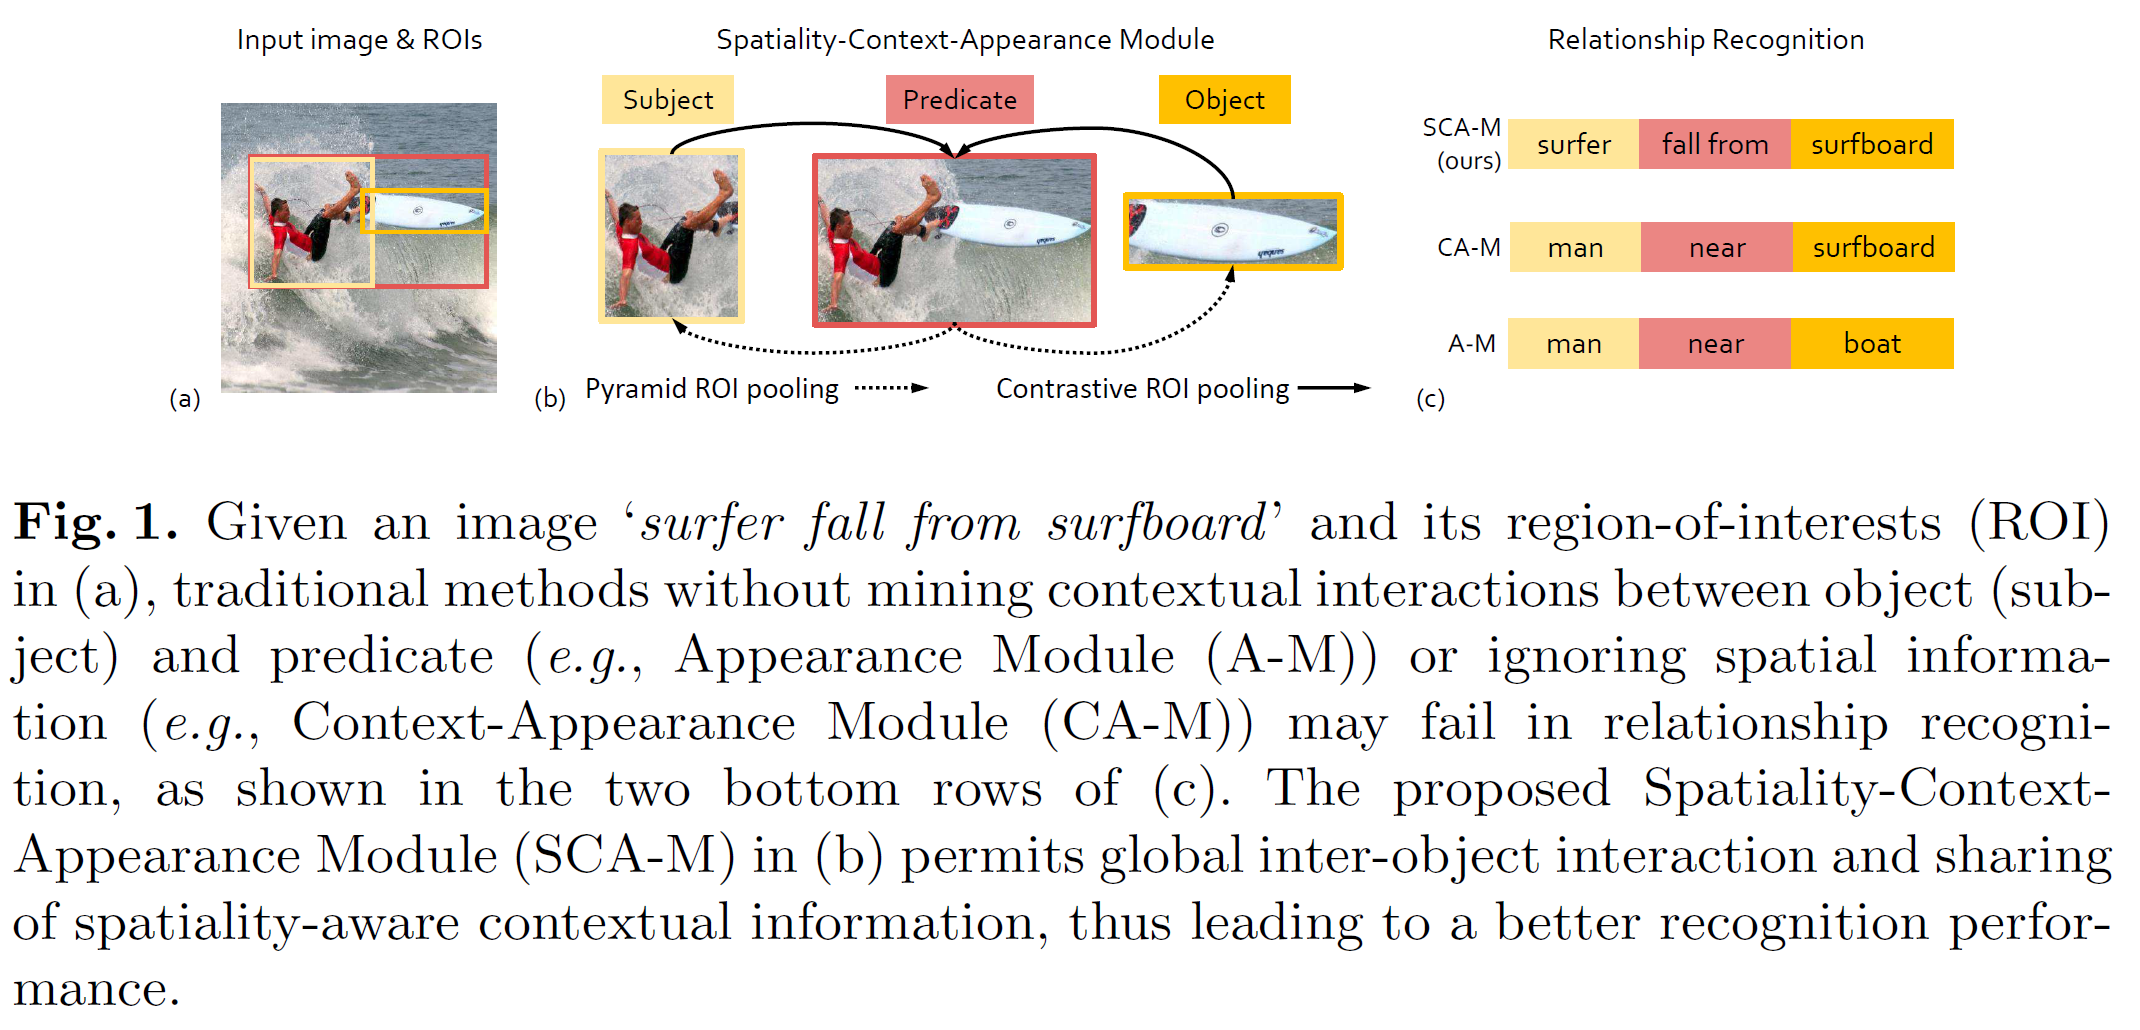 Input image & ROIs
Spatiality-Context-Appearance Module
Relationship Recognition
Subject
Predicate
Object
SCA-M
(ours)
surfer
fall from
surfboard
CA-M
man
near
surfboard
A-M
man
near
boat
(a)
(b)
Pyramid ROI pooling
Contrastive ROI pooling
(c)
Fig. 1. Given an image ‘surfer fall from surfboard’ and its region-of-interests (ROI)
in (a), traditional methods without mining contextual interactions between object (sub-
ject) and predicate (e.g., Appearance Module (A-M)) or ignoring spatial informa-
tion (e.g., Context-Appearance Module (CA-M)) may fail in relationship recogni-
tion, as shown in the two bottom rows of (c). The proposed Spatiality-Context-
Appearance Module (SCA-M) in (b) permits global inter-object interaction and sharing
of spatiality-aware contextual information, thus leading to a better recognition perfor-
mance.